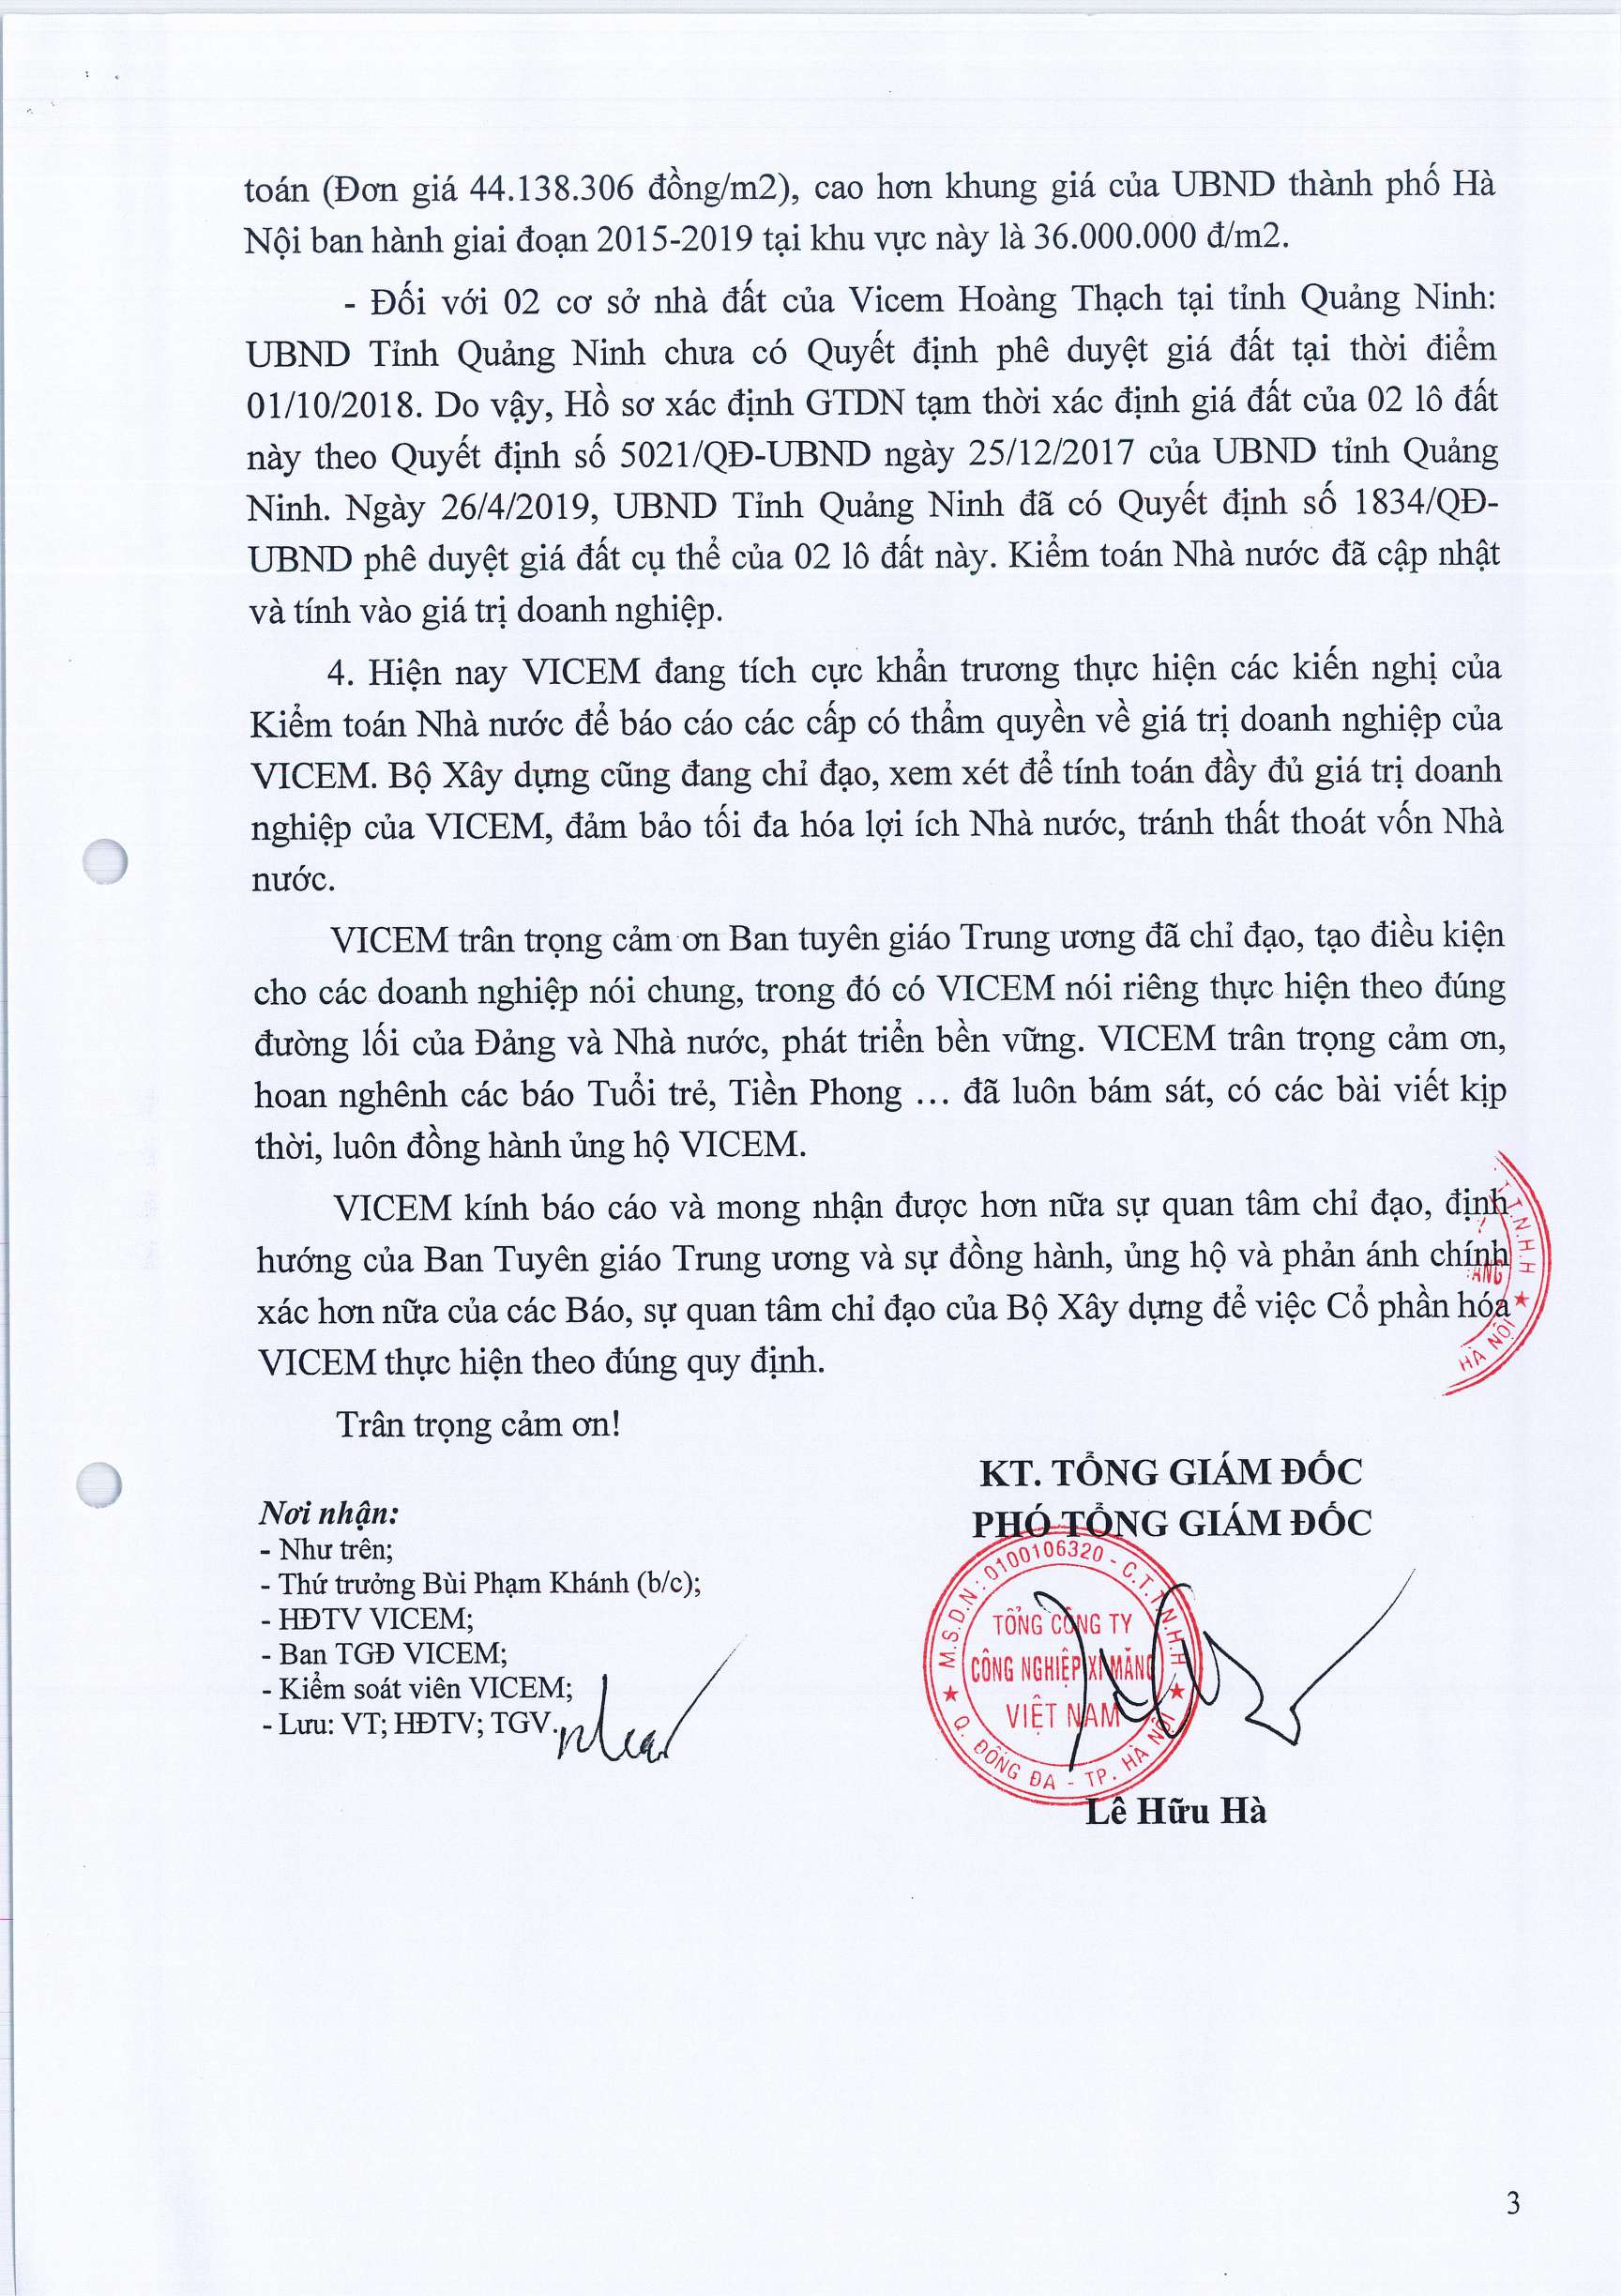 toán (Đơn giá 44.138.306 đồng/m2), cao hơn khung giá của UBND thành phố Hà
Nội ban hành giai đoạn 2015-2019 tại khu vực này là 36.000.000 đ/m2.
- Đối với 02 cơ sở nhà đất của Vicem Hoàng Thạch tại tỉnh Quảng Ninh:
UBND Tỉnh Quảng Ninh chưa có Quyết định phê duyệt giá đất tại thời điểm
01/10/2018. Do vậy, Hồ sơ xác định GTDN tạm thời xác định giá đất của 02 lô đất
này theo Quyết định số 5021/QĐ-UBND ngày 25/12/2017 của UBND tỉnh Quảng
Ninh. Ngày 26/4/2019, UBND Tỉnh Quảng Ninh đã có Quyết định số 1834/QĐ-
UBND phê duyệt giá đất cụ thể của 02 lô đất này. Kiểm toán Nhà nước đã cập nhật
và tính vào giá trị doanh nghiệp.
4. Hiện nay VICEM đang tích cực khẩn trương thực hiện các kiến nghị của
Kiểm toán Nhà nước để báo cáo các cấp có thẩm quyền về giá trị doanh nghiệp của
VICEM. Bộ Xây dựng cũng đang chỉ đạo, xem xét để tính toán đầy đủ giá trị doanh
nghiệp của VICEM, đảm bảo tối đa hóa lợi ích Nhà nước, tránh thất thoát vốn Nhà
nước.
VICEM trân trọng cảm ơn Ban tuyên giáo Trung ương đã chỉ đạo, tạo điều kiện
cho các doanh nghiệp nói chung, trong đó có VICEM nói riêng thực hiện theo đúng
đường lối của Đảng và Nhà nước, phát triển bền vững. VICEM trân trọng cảm ơn,
hoan nghênh các báo Tuổi trẻ, Tiền Phong … đã luôn bám sát, có các bài viết kịp
thời, luôn đồng hành ủng hộ VICEM.
VICEM kính báo cáo và mong nhận được hơn nữa sự quan tâm chỉ đạo, định
hướng của Ban Tuyên giáo Trung ương và sự đồng hành, ủng hộ và phản ánh chính
xác hơn nữa của các Báo, sự quan tâm chỉ đạo của Bộ Xây dựng để việc Cổ phần hóa
VICEM thực hiện theo đúng quy định.
T.N.H.H
HÀ NỘI
Trân trọng cảm ơn!
KT. TỔNG GIÁM ĐỐC
PHÓ TỔNG GIÁM ĐỐC
M.S.D.N: 0100106320 - C.T.T.N.H.H
TỔNG CÔNG TY
CÔNG NGHIỆP XI MĂNG
VIỆT NAM
Q. ĐỐNG ĐA - TP. HÀ NỘI
Lê Hữu Hà
Nơi nhận:
- Như trên;
- Thứ trưởng Bùi Phạm Khánh (b/c);
- HĐTV VICEM;
- Ban TGĐ VICEM;
- Kiểm soát viên VICEM;
- Lưu: VT; HĐTV; TGV.
3